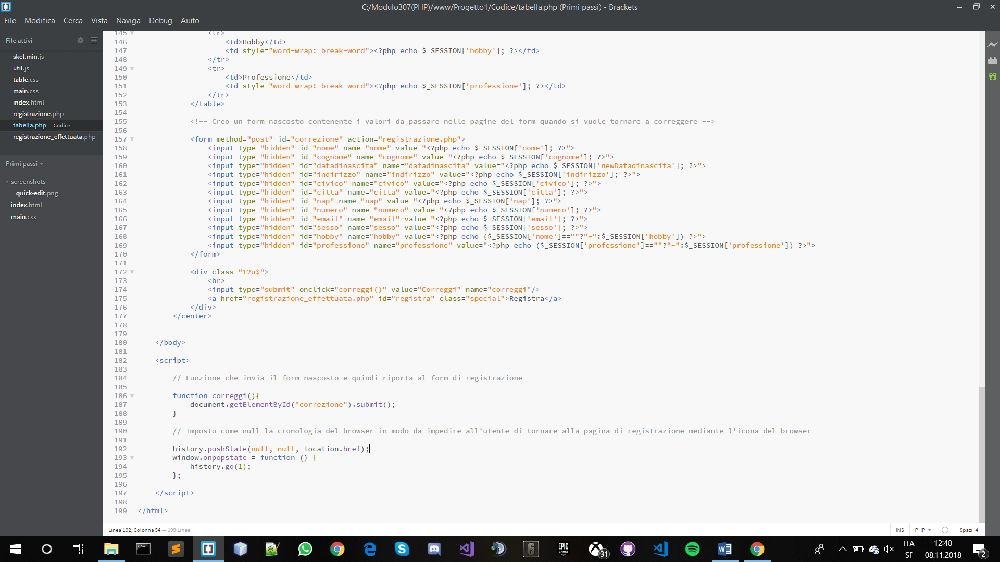 C:/Modulo307(PHP)/www/Progetto1/Codice/tabella.php (Primi passi) - Brackets
File Modifica Cerca Vista Naviga Debug Aiuto
File attivi
skel.min.js
util.js
table.css
main.css
index.html
registrazione.php
tabella.php — Codice
registrazione_effettuata.php
Primi passi
screenshots
quick-edit.png
index.html
main.css
145 <tr>
146 <td>Hobby</td>
147 <td style="word-wrap: break-word"><?php echo $_SESSION['hobby']; ?></td>
148 </tr>
149 <tr>
150 <td>Professione</td>
151 <td style="word-wrap: break-word"><?php echo $_SESSION['professione']; ?></td>
152 </tr>
153 </table>
154
155 <!-- Creo un form nascosto contenente i valori da passare nelle pagine del form quando si vuole tornare a correggere -->
156
157 <form method="post" id="correzione" action="registrazione.php">
158 <input type="hidden" id="nome" name="nome" value="<?php echo $_SESSION['nome']; ?>">
159 <input type="hidden" id="cognome" name="cognome" value="<?php echo $_SESSION['cognome']; ?>">
160 <input type="hidden" id="datadinascita" name="datadinascita" value="<?php echo $_SESSION['newDatadinascita']; ?>">
161 <input type="hidden" id="indirizzo" name="indirizzo" value="<?php echo $_SESSION['indirizzo']; ?>">
162 <input type="hidden" id="civico" name="civico" value="<?php echo $_SESSION['civico']; ?>">
163 <input type="hidden" id="citta" name="citta" value="<?php echo $_SESSION['citta']; ?>">
164 <input type="hidden" id="nap" name="nap" value="<?php echo $_SESSION['nap']; ?>">
165 <input type="hidden" id="numero" name="numero" value="<?php echo $_SESSION['numero']; ?>">
166 <input type="hidden" id="email" name="email" value="<?php echo $_SESSION['email']; ?>">
167 <input type="hidden" id="sesso" name="sesso" value="<?php echo $_SESSION['sesso']; ?>">
168 <input type="hidden" id="hobby" name="hobby" value="<?php echo ($_SESSION['nome']==""?"-":$_SESSION['hobby']) ?>">
169 <input type="hidden" id="professione" name="professione" value="<?php echo ($_SESSION['professione']==""?"-":$_SESSION['professione']) ?>">
170 </form>
171
172 <div class="12u$">
173 <br>
174 <input type="submit" onclick="correggi()" value="Correggi" name="correggi"/>
175 <a href="registrazione_effettuata.php" id="registra" class="special">Registra</a>
176 </div>
177 </center>
178
179
180 </body>
181
182 <script>
183
184 // Funzione che invia il form nascosto e quindi riporta al form di registrazione
185
186 function correggi(){
187 document.getElementById("correzione").submit();
188 }
189
190 // Imposto come null la cronologia del browser in modo da impedire all'utente di tornare alla pagina di registrazione mediante l'icona del browser
191
192 history.pushState(null, null, location.href);
193 window.onpopstate = function () {
194 history.go(1);
195 };
196
197 </script>
198
199 </html>
Linea 192, Colonna 54 — 199 Linee
INS PHP Spazi 4
EPIC GAMES
31
ITA
SF
12:48
08.11.2018
2